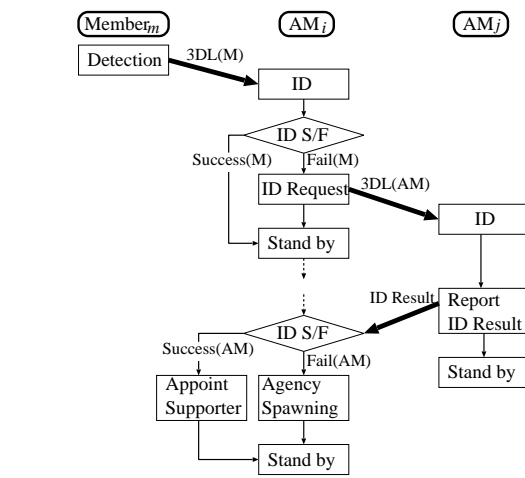 Member_m AM_i AM_j
Detection
3DL(M)
ID
ID S/F
Success(M)
Fail(M)
ID Request
3DL(AM)
ID
Stand by
ID Result
Report
ID Result
ID S/F
Success(AM)
Fail(AM)
Stand by
Appoint
Supporter
Agency
Spawning
Stand by